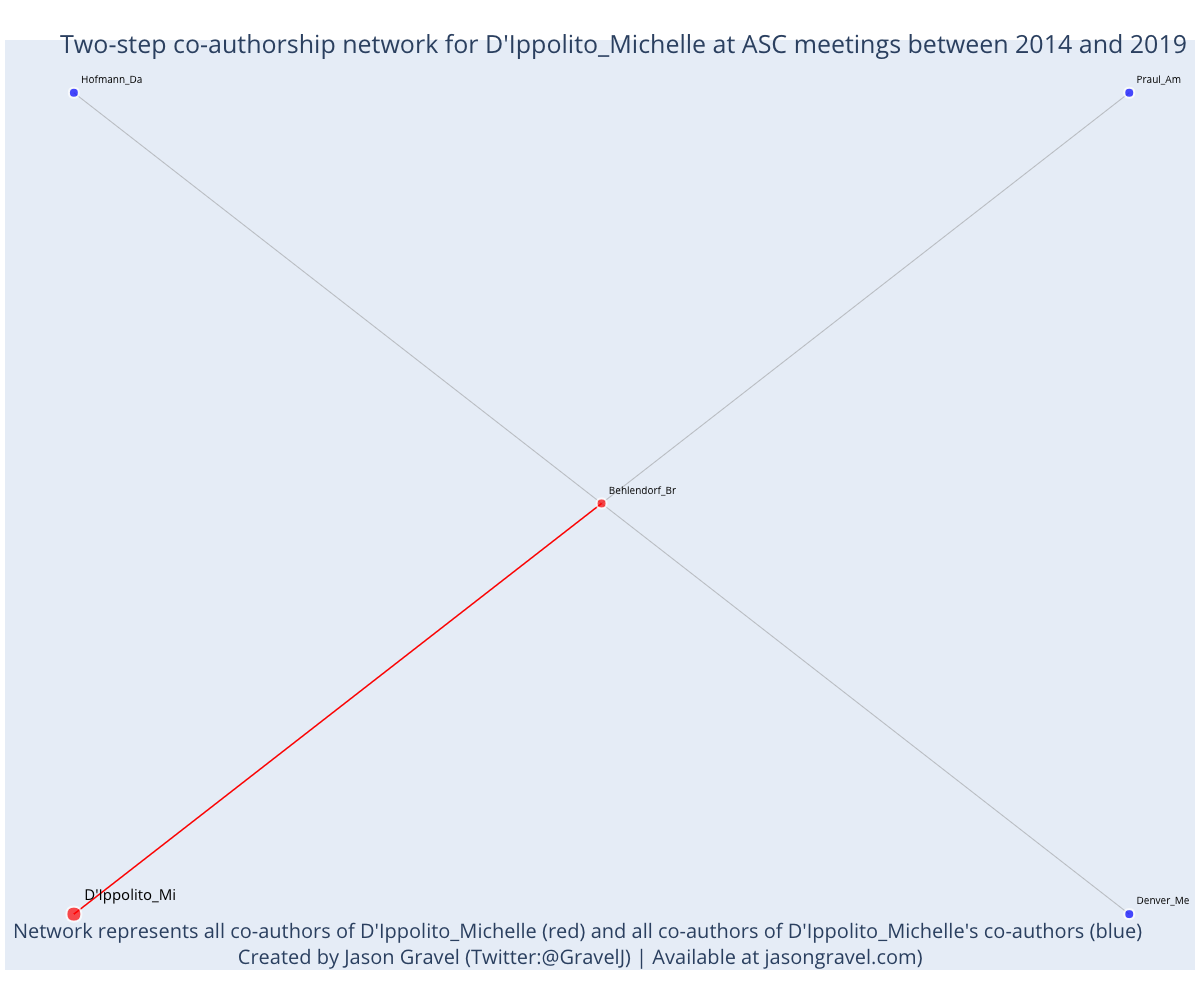 Two-step co-authorship network for D'Ippolito_Michelle at ASC meetings between 2014 and 2019
Hofmann_Da
Praul_Am
Behlendorf_Br
D'Ippolito_Mi
Denver_Me
Network represents all co-authors of D'Ippolito_Michelle (red) and all co-authors of D'Ippolito_Michelle's co-authors (blue)
Created by Jason Gravel (Twitter:@GravelJ) | Available at jasongravel.com)